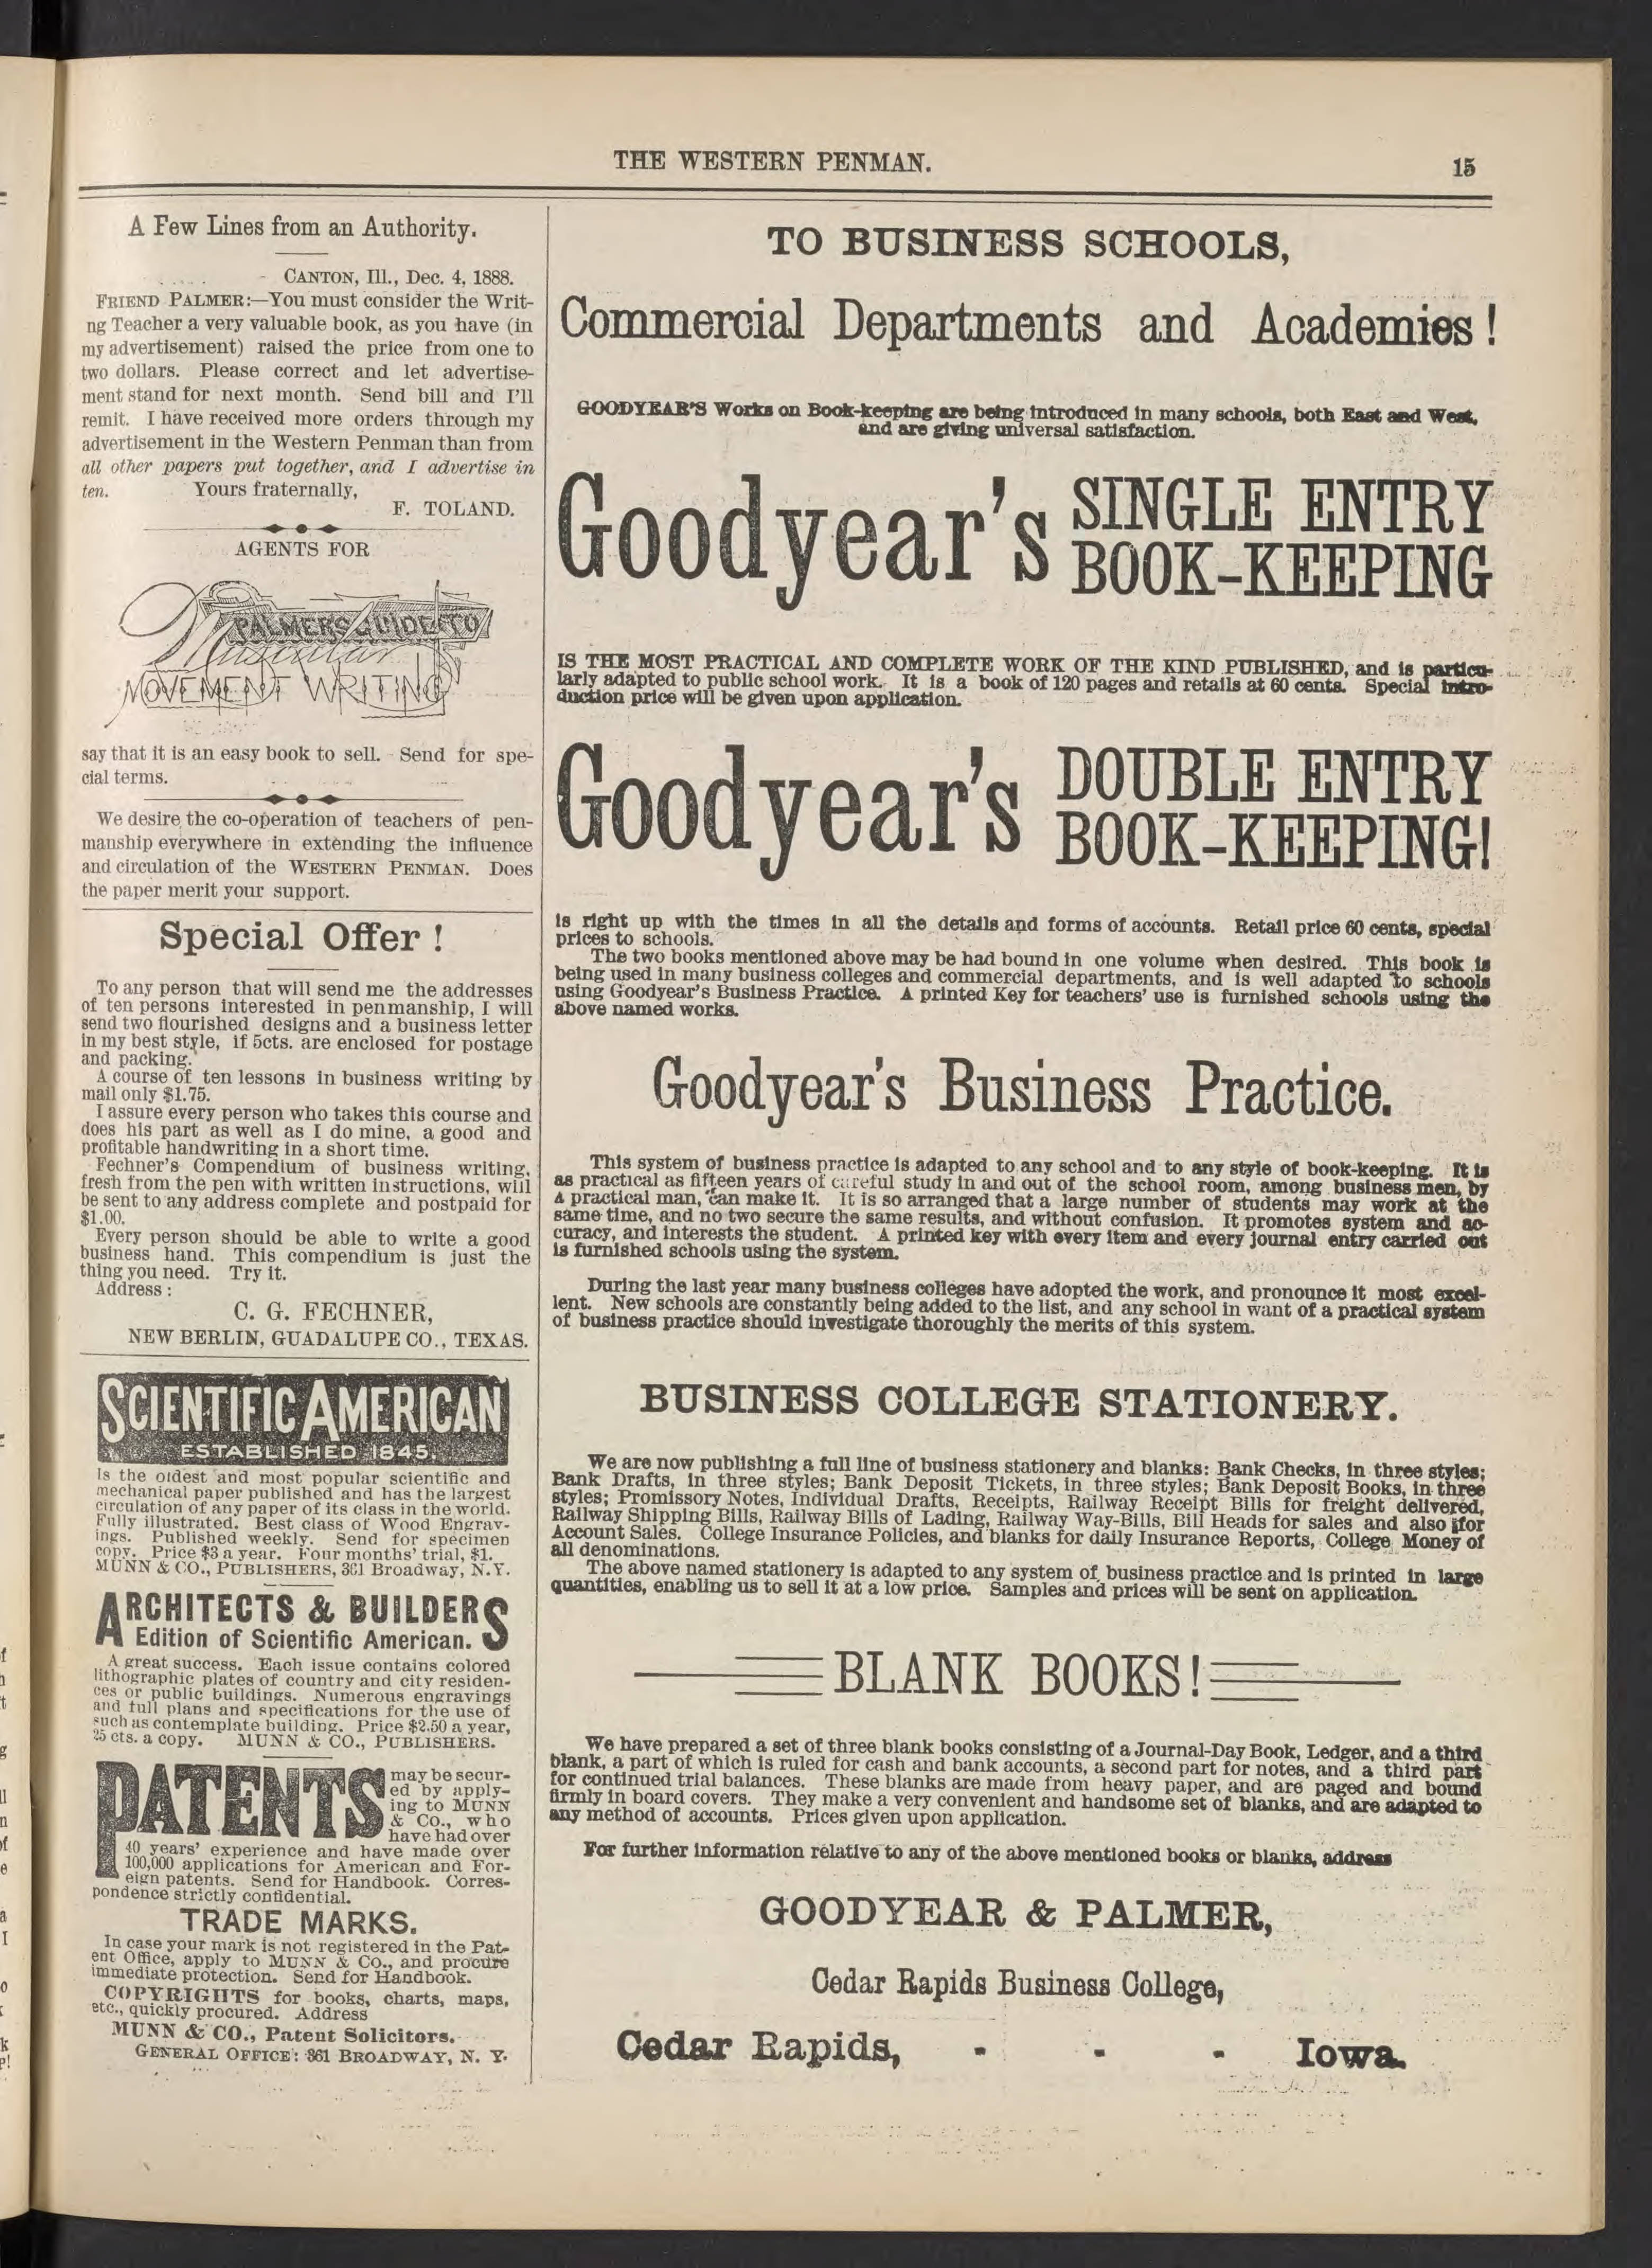 THE WESTERN PENMAN.
15
A Few Lines from an Authority.
CANTON, Ill., Dec. 4, 1888.
FRIEND PALMER:—You must consider the Writ-
ng Teacher a very valuable book, as you have (in
my advertisement) raised the price from one to
two dollars. Please correct and let advertise-
ment stand for next month. Send bill and I'll
remit. I have received more orders through my
advertisement in the Western Penman than from
all other papers put together, and I advertise in
ten. Yours fraternally,
F. TOLAND.
AGENTS FOR
PALMER'S GUIDE TO
Muscular
MOVEMENT WRITING
say that it is an easy book to sell. Send for spe-
cial terms.
We desire the co-operation of teachers of pen-
manship everywhere in extending the influence
and circulation of the WESTERN PENMAN. Does
the paper merit your support.
Special Offer !
To any person that will send me the addresses
of ten persons interested in penmanship, I will
send two flourished designs and a business letter
in my best style, if 5cts. are enclosed for postage
and packing.
A course of ten lessons in business writing by
mail only $1.75.
I assure every person who takes this course and
does his part as well as I do mine, a good and
profitable handwriting in a short time.
Fechner's Compendium of business writing,
fresh from the pen with written instructions, will
be sent to any address complete and postpaid for
$1.00.
Every person should be able to write a good
business hand. This compendium is just the
thing you need. Try it.
Address :
C. G. FECHNER,
NEW BERLIN, GUADALUPE CO., TEXAS.
SCIENTIFIC AMERICAN
ESTABLISHED 1845.
Is the oldest and most popular scientific and
mechanical paper published and has the largest
circulation of any paper of its class in the world.
Fully illustrated. Best class of Wood Engrav-
ings. Published weekly. Send for specimen
copy. Price $3 a year. Four months' trial, $1.
MUNN & CO., PUBLISHERS, 361 Broadway, N.Y.
ARCHITECTS & BUILDERS
Edition of Scientific American.
A great success. Each issue contains colored
lithographic plates of country and city residen-
ces or public buildings. Numerous engravings
and full plans and specifications for the use of
such as contemplate building. Price $2.50 a year,
25 cts. a copy. MUNN & CO., PUBLISHERS.
PATENTS may be secur-
ed by apply-
ing to MUNN
& Co., who
have had over
40 years' experience and have made over
100,000 applications for American and For-
eign patents. Send for Handbook. Corres-
pondence strictly confidential.
TRADE MARKS.
In case your mark is not registered in the Pat-
ent Office, apply to MUNN & Co., and procure
immediate protection. Send for Handbook.
COPYRIGHTS for books, charts, maps,
etc., quickly procured. Address
MUNN & CO., Patent Solicitors.
GENERAL OFFICE: 361 BROADWAY, N. Y.
TO BUSINESS SCHOOLS,
Commercial Departments and Academies !
GOODYEAR'S Works on Book-keeping are being introduced in many schools, both East and West,
and are giving universal satisfaction.
Goodyear's SINGLE ENTRY
BOOK-KEEPING
IS THE MOST PRACTICAL AND COMPLETE WORK OF THE KIND PUBLISHED, and is particu-
larly adapted to public school work. It is a book of 120 pages and retails at 60 cents. Special intro-
duction price will be given upon application.
Goodyear's DOUBLE ENTRY
BOOK-KEEPING!
is right up with the times in all the details and forms of accounts. Retail price 60 cents, special
prices to schools.
The two books mentioned above may be had bound in one volume when desired. This book is
being used in many business colleges and commercial departments, and is well adapted to schools
using Goodyear's Business Practice. A printed Key for teachers' use is furnished schools using the
above named works.
Goodyear's Business Practice.
This system of business practice is adapted to any school and to any style of book-keeping. It is
as practical as fifteen years of careful study in and out of the school room, among business men, by
a practical man, can make it. It is so arranged that a large number of students may work at the
same time, and no two secure the same results, and without confusion. It promotes system and ac-
curacy, and interests the student. A printed key with every item and every journal entry carried out
is furnished schools using the system.
During the last year many business colleges have adopted the work, and pronounce it most excel-
lent. New schools are constantly being added to the list, and any school in want of a practical system
of business practice should investigate thoroughly the merits of this system.
BUSINESS COLLEGE STATIONERY.
We are now publishing a full line of business stationery and blanks: Bank Checks, in three styles;
Bank Drafts, in three styles; Bank Deposit Tickets, in three styles; Bank Deposit Books, in three
styles; Promissory Notes, Individual Drafts, Receipts, Railway Receipt Bills for freight delivered,
Railway Shipping Bills, Railway Bills of Lading, Railway Way-Bills, Bill Heads for sales and also for
Account Sales. College Insurance Policies, and blanks for daily Insurance Reports, College Money of
all denominations.
The above named stationery is adapted to any system of business practice and is printed in large
quantities, enabling us to sell it at a low price. Samples and prices will be sent on application.
BLANK BOOKS!
We have prepared a set of three blank books consisting of a Journal-Day Book, Ledger, and a third
blank, a part of which is ruled for cash and bank accounts, a second part for notes, and a third part
for continued trial balances. These blanks are made from heavy paper, and are paged and bound
firmly in board covers. They make a very convenient and handsome set of blanks, and are adapted to
any method of accounts. Prices given upon application.
For further information relative to any of the above mentioned books or blanks, address
GOODYEAR & PALMER,
Cedar Rapids Business College,
Cedar Rapids, - - - Iowa.